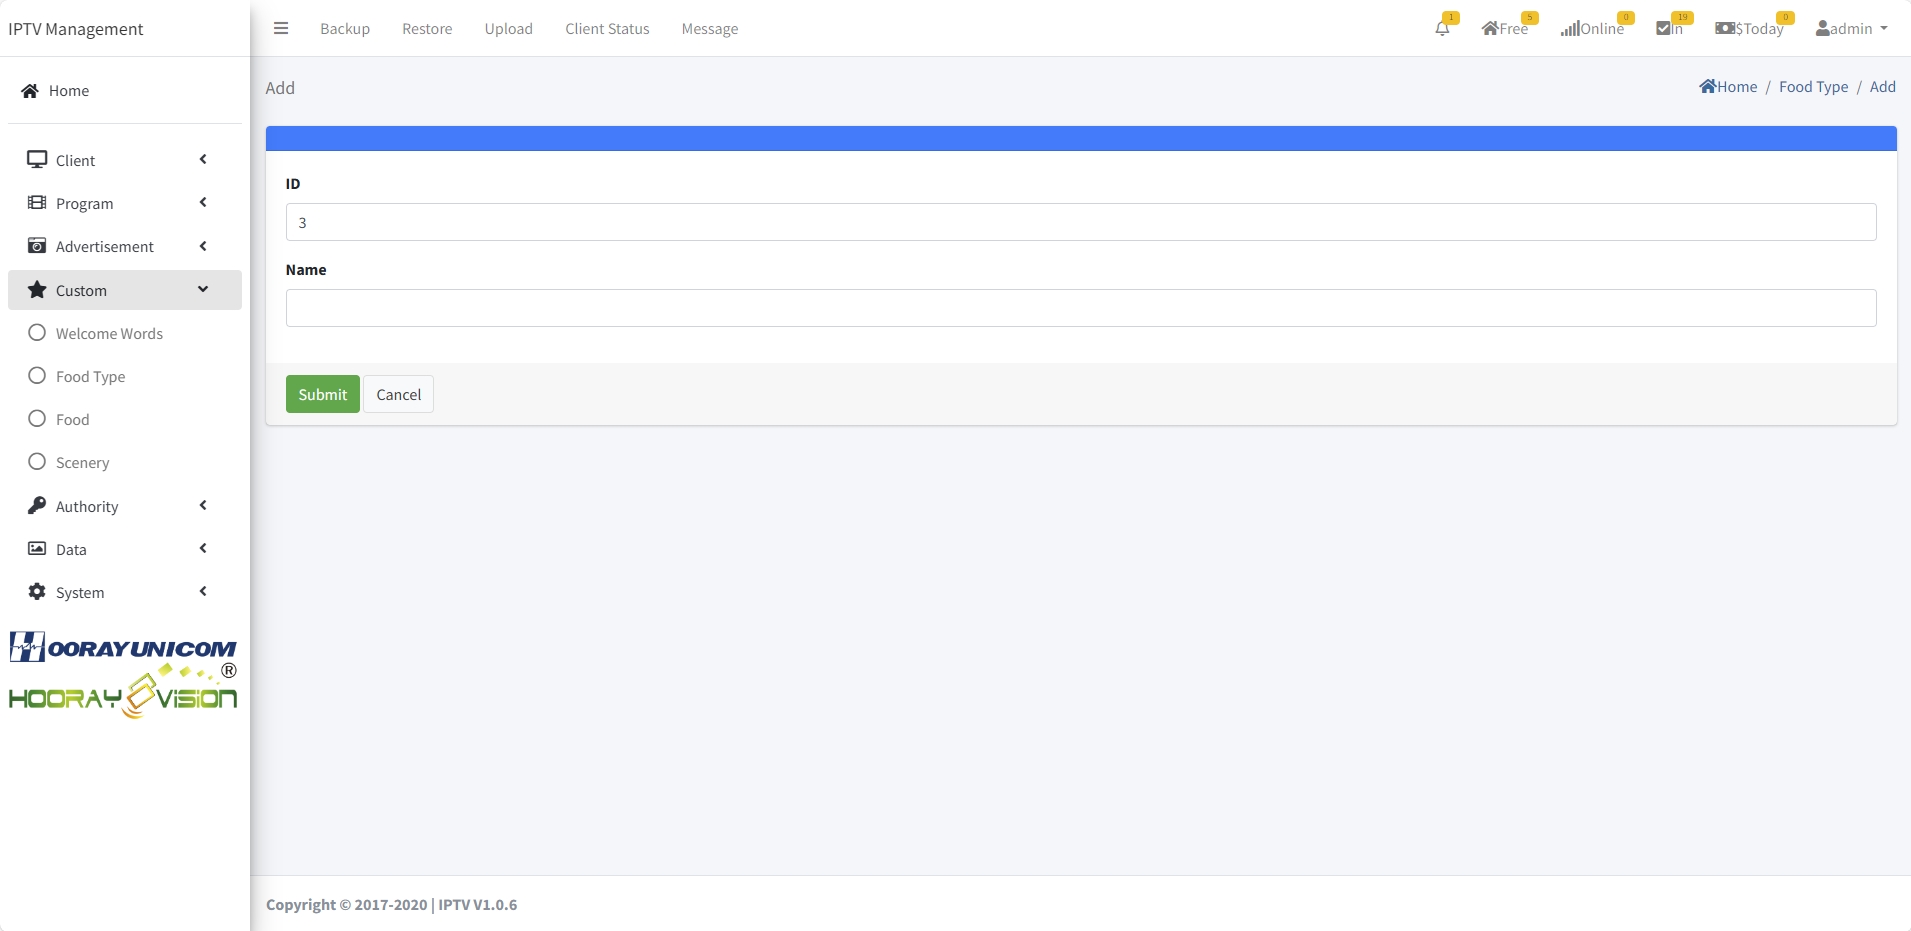 IPTV Management
Backup Restore Upload Client Status Message
1
Free 5
Online 0
In 19
$Today 0
admin
Home
Client
Program
Advertisement
Custom
Welcome Words
Food Type
Food
Scenery
Authority
Data
System
HOORAYUNICOM
®
HOORAY VISION
Add
Home / Food Type / Add
ID
3
Name
Submit Cancel
Copyright © 2017-2020 | IPTV V1.0.6